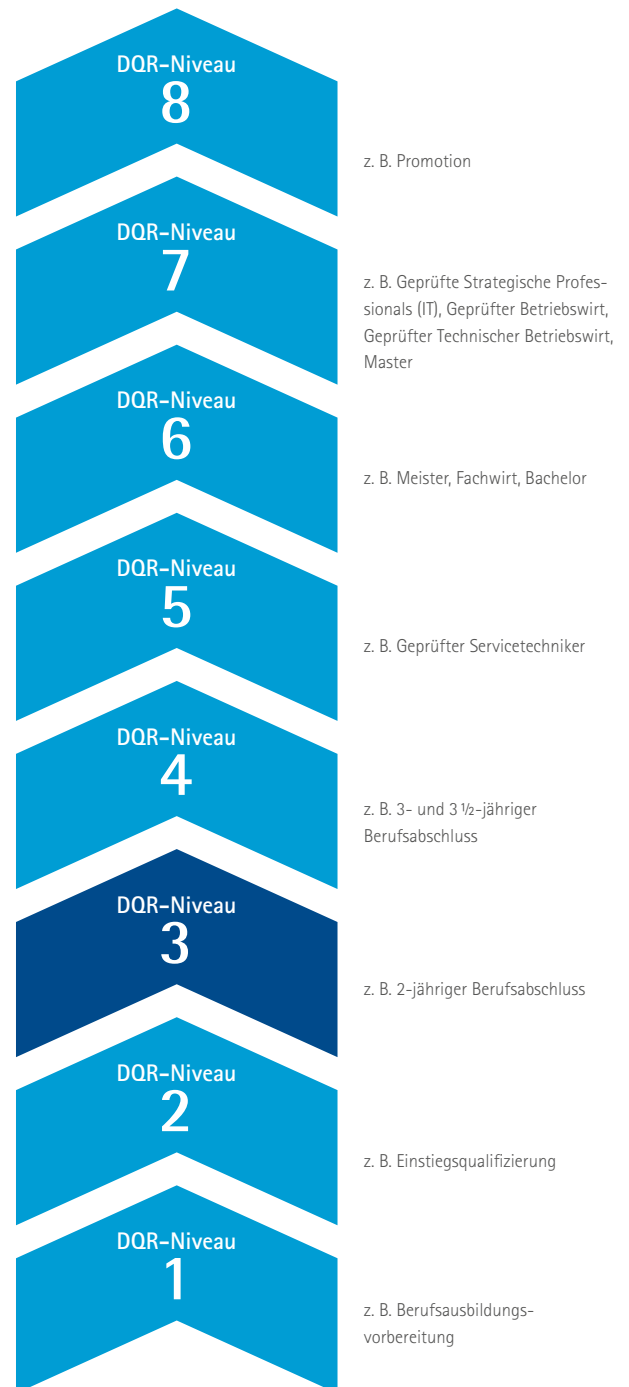 DQR-Niveau
8
z. B. Promotion
DQR-Niveau
7
z. B. Geprüfte Strategische Profes-
sionals (IT), Geprüfter Betriebswirt,
Geprüfter Technischer Betriebswirt,
Master
DQR-Niveau
6
z. B. Meister, Fachwirt, Bachelor
DQR-Niveau
5
z. B. Geprüfter Servicetechniker
DQR-Niveau
4
z. B. 3- und 3 ½-jähriger
Berufsabschluss
DQR-Niveau
3
z. B. 2-jähriger Berufsabschluss
DQR-Niveau
2
z. B. Einstiegsqualifizierung
DQR-Niveau
1
z. B. Berufsausbildungs-
vorbereitung